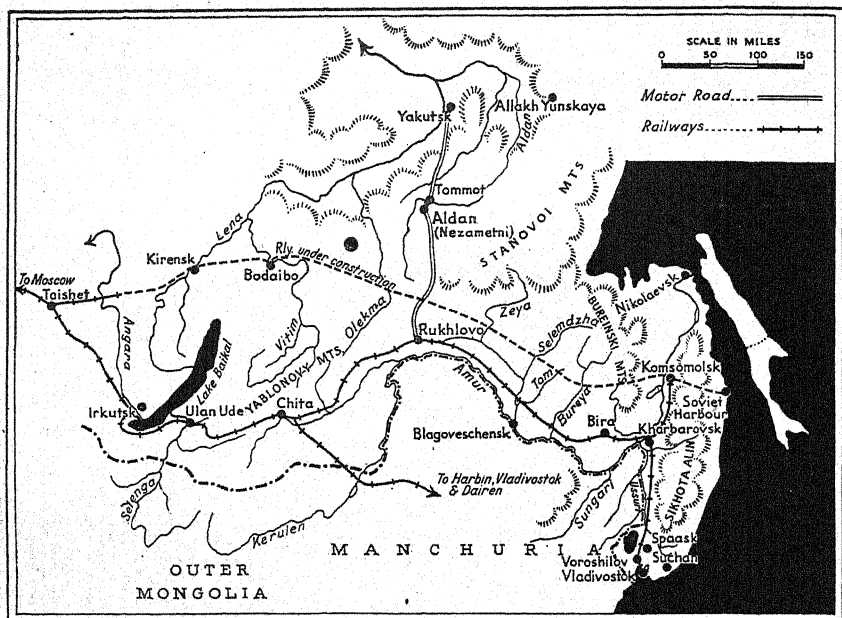 SCALE IN MILES
0 50 100 150
Motor Road
Railways
Yakutsk
Allakh Yunskaya
Aldan
Tommot
Aldan
(Nezametni)
STANOVOI MTS
Lena
Kirensk
Bodaibo
Rly. under construction
To Moscow
Taishet
Angara
Vitim
Olekma
Zeya
Selemdzha
BUREINSKI
MTS
Nikolaevsk
Rukhlovo
Lake Baikal
YABLONOVY MTS.
Tom
Bureya
Komsomolsk
Soviet
Harbour
Irkutsk
Ulan Ude
Chita
Amur
Bira
Kharbarovsk
Blagoveschensk
To Harbin, Vladivostok
& Dairen
Selenga
Kerulen
Sungari
Ussuri
SIKHOTA ALIN
MANCHURIA
Spaask
Suchan
Voroshilov
Vladivostok
OUTER
MONGOLIA